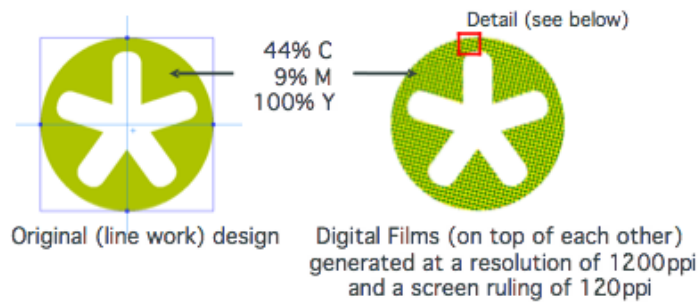 Detail (see below)
44% C
9% M
100% Y
Original (line work) design
Digital Films (on top of each other)
generated at a resolution of 1200ppi
and a screen ruling of 120ppi